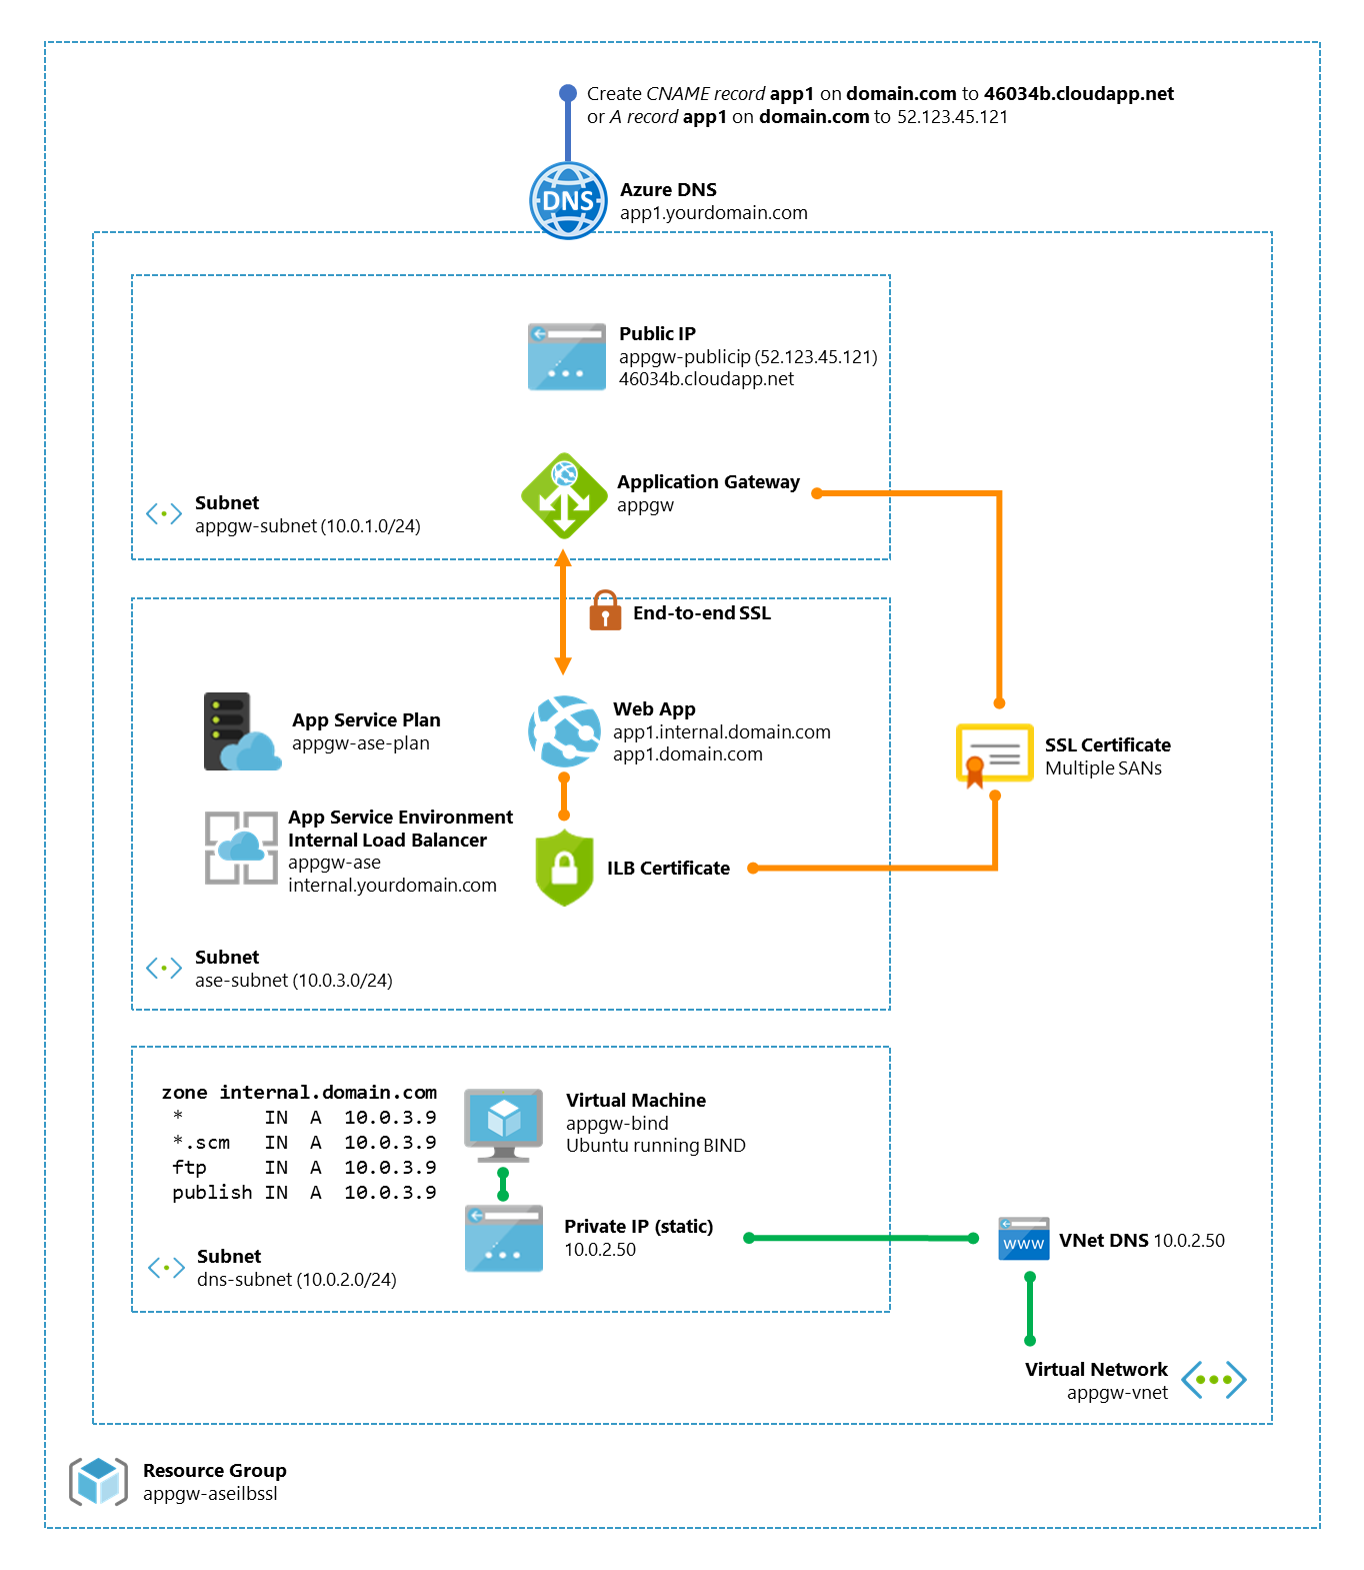 Create CNAME record app1 on domain.com to 46034b.cloudapp.net
or A record app1 on domain.com to 52.123.45.121
DNS
Azure DNS
app1.yourdomain.com
Public IP
appgw-publicip (52.123.45.121)
46034b.cloudapp.net
Application Gateway
appgw
Subnet
appgw-subnet (10.0.1.0/24)
End-to-end SSL
App Service Plan
appgw-ase-plan
Web App
app1.internal.domain.com
app1.domain.com
SSL Certificate
Multiple SANs
App Service Environment
Internal Load Balancer
appgw-ase
internal.yourdomain.com
ILB Certificate
Subnet
ase-subnet (10.0.3.0/24)
zone internal.domain.com
* IN A 10.0.3.9
*.scm IN A 10.0.3.9
ftp IN A 10.0.3.9
publish IN A 10.0.3.9
Virtual Machine
appgw-bind
Ubuntu running BIND
Private IP (static)
10.0.2.50
www
VNet DNS 10.0.2.50
Subnet
dns-subnet (10.0.2.0/24)
Virtual Network
appgw-vnet
Resource Group
appgw-aseilbssl